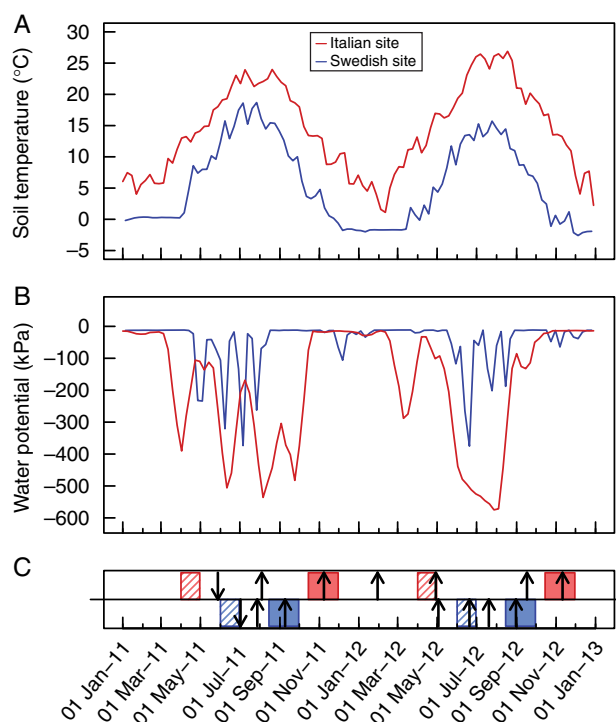 A
Soil temperature (°C)
30
25
20
15
10
5
0
−5
Italian site
Swedish site
B
Water potential (kPa)
0
−100
−200
−300
−400
−500
−600
C
01 Jan–11
01 Mar–11
01 May–11
01 Jul–11
01 Sep–11
01 Nov–11
01 Jan–12
01 Mar–12
01 May–12
01 Jul–12
01 Sep–12
01 Nov–12
01 Jan–13